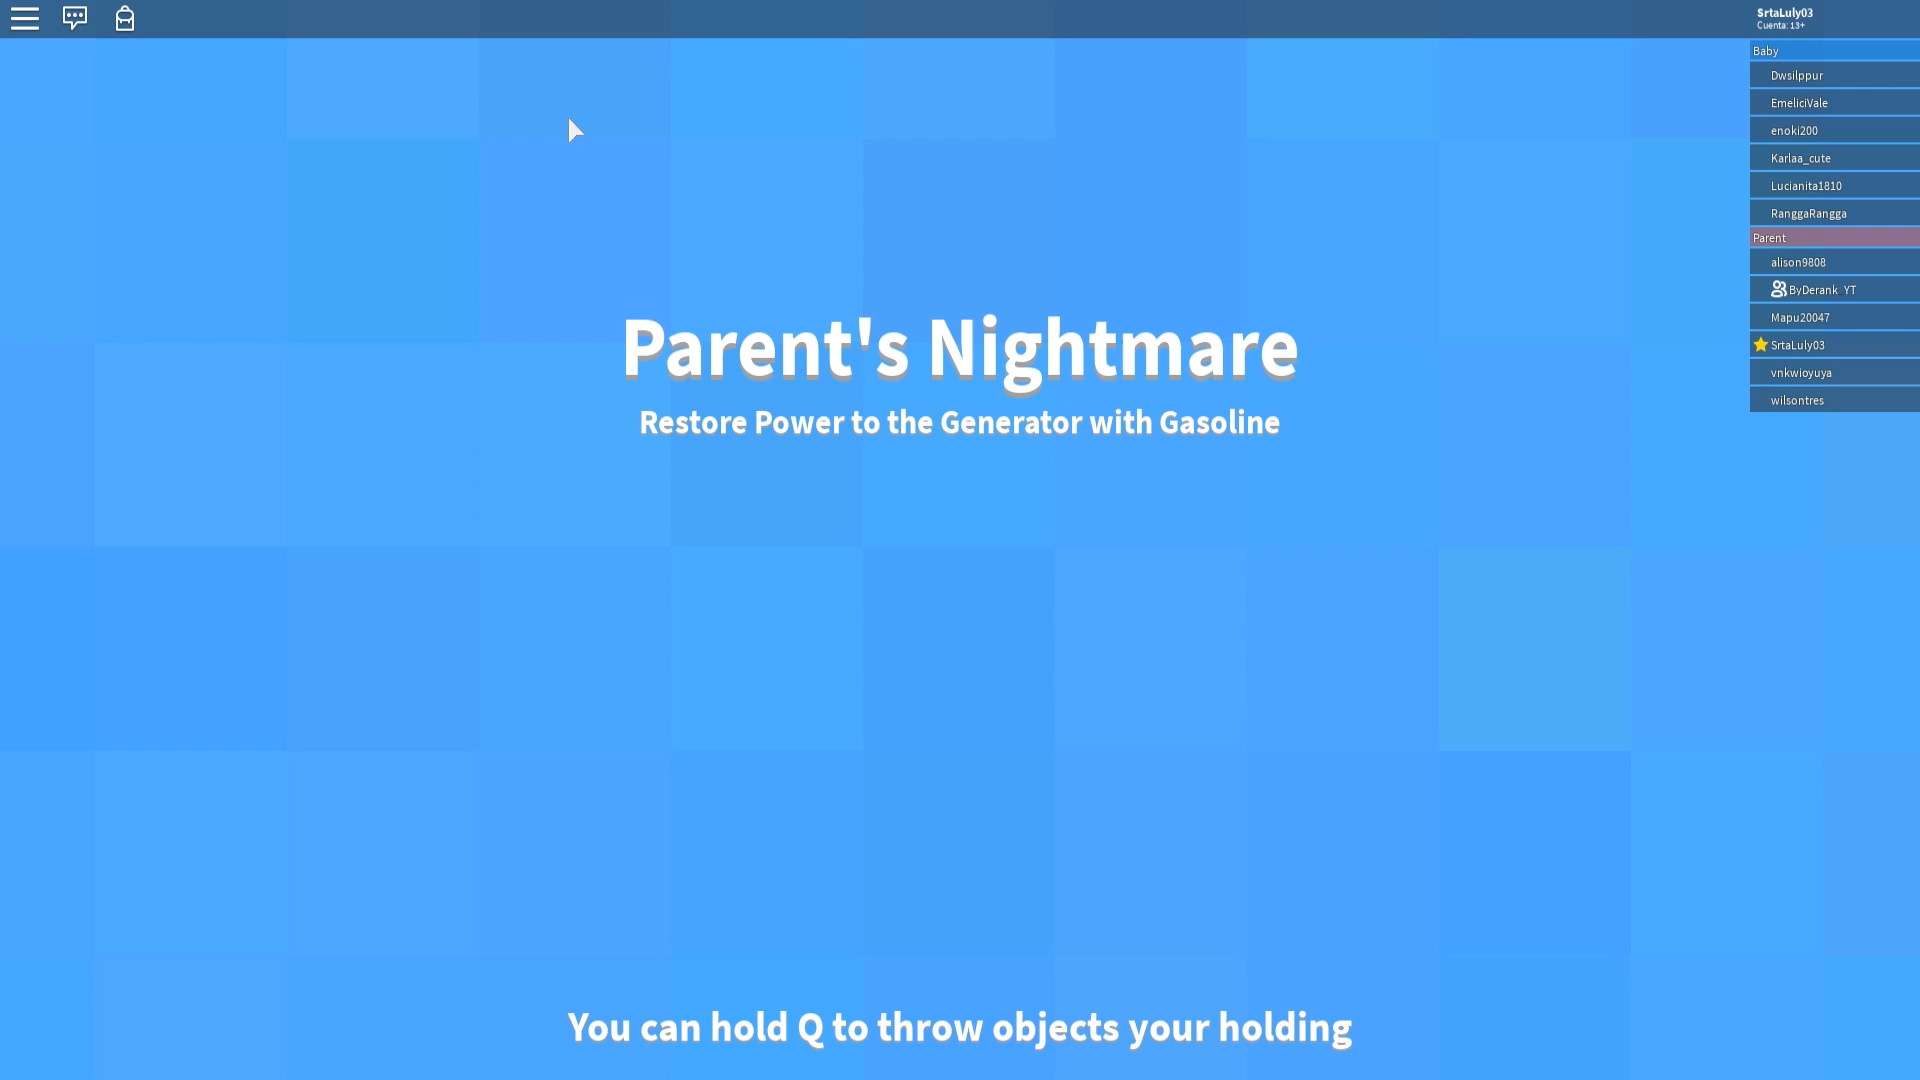 SrtaLuly03
Cuenta: 13+
Baby
Dwsilppur
EmeliciVale
enoki200
Karlaa_cute
Lucianita1810
RanggaRangga
Parent
alison9808
ByDerank_YT
Mapu20047
SrtaLuly03
vnkwioyuya
wilsontres
Parent's Nightmare
Restore Power to the Generator with Gasoline
You can hold Q to throw objects your holding